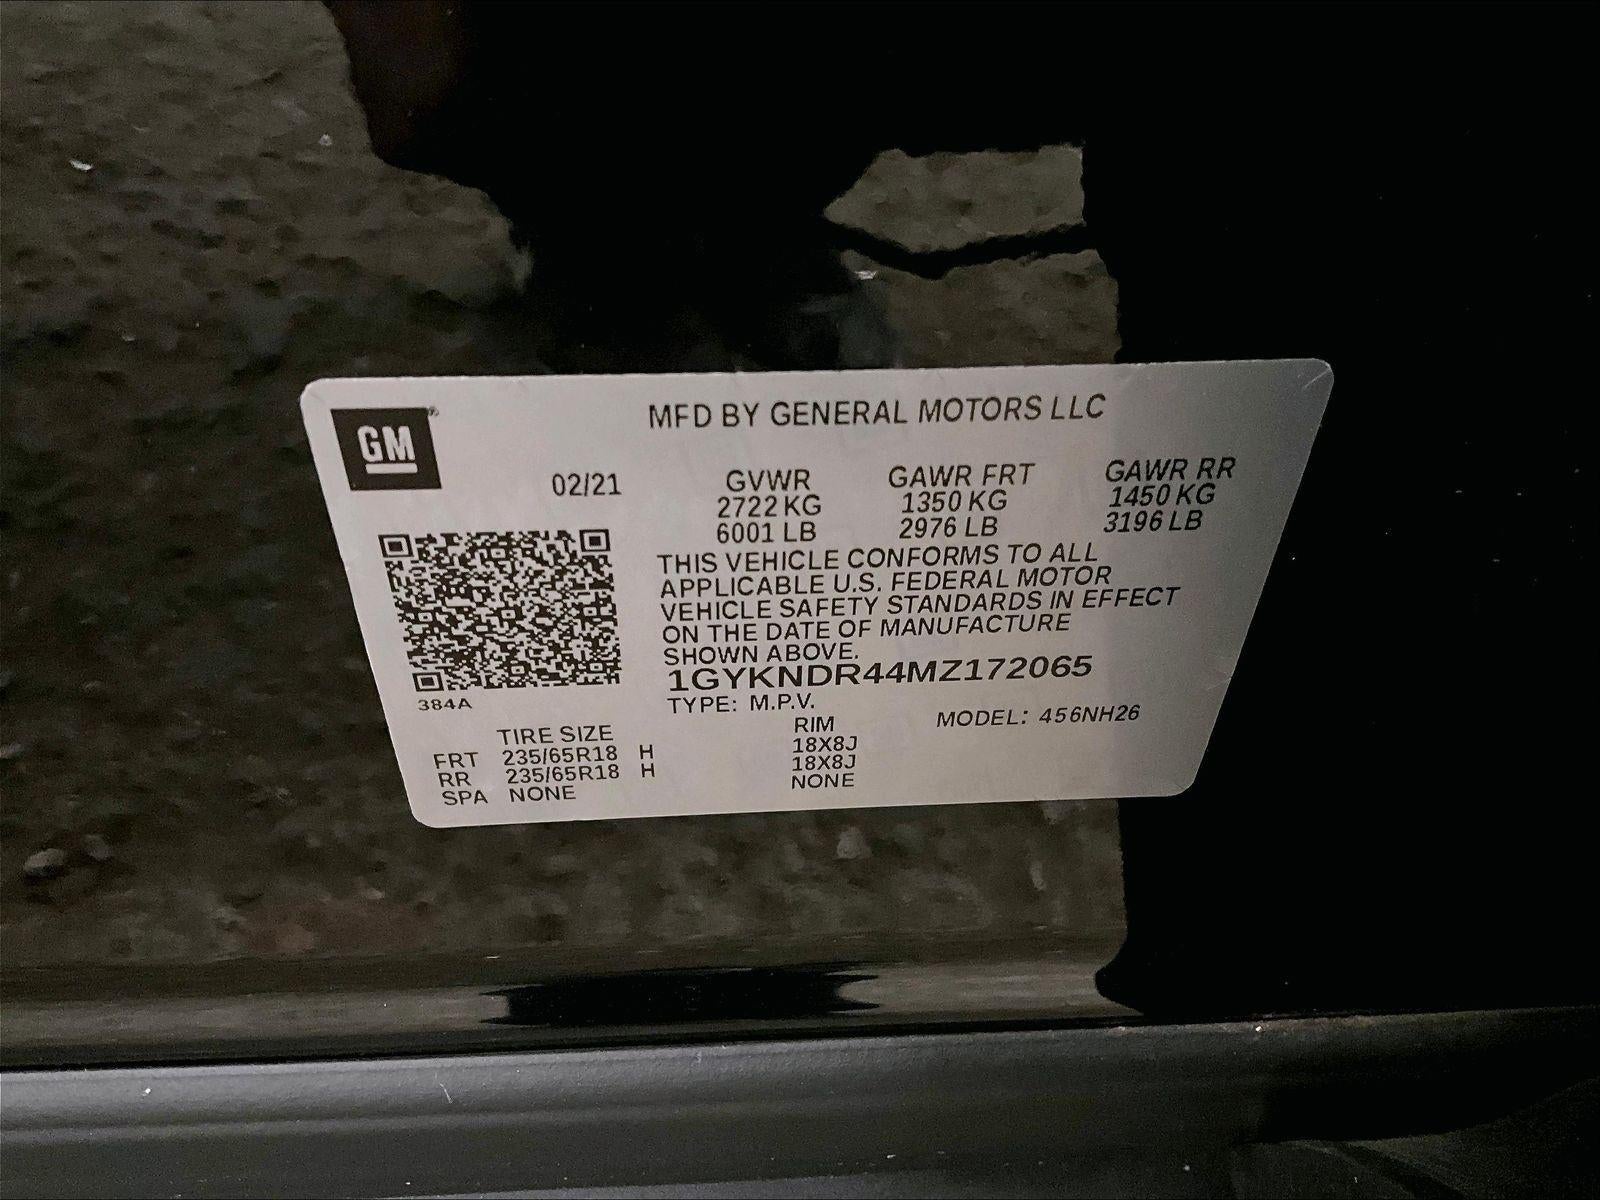 GM®
MFD BY GENERAL MOTORS LLC
02/21 GVWR GAWR FRT GAWR RR
2722 KG 1350 KG 1450 KG
6001 LB 2976 LB 3196 LB
THIS VEHICLE CONFORMS TO ALL
APPLICABLE U.S. FEDERAL MOTOR
VEHICLE SAFETY STANDARDS IN EFFECT
ON THE DATE OF MANUFACTURE
SHOWN ABOVE.
1GYKNDR44MZ172065
384A
TYPE: M.P.V. MODEL: 456NH26
TIRE SIZE RIM
FRT 235/65R18 H 18X8J
RR 235/65R18 H 18X8J
SPA NONE NONE